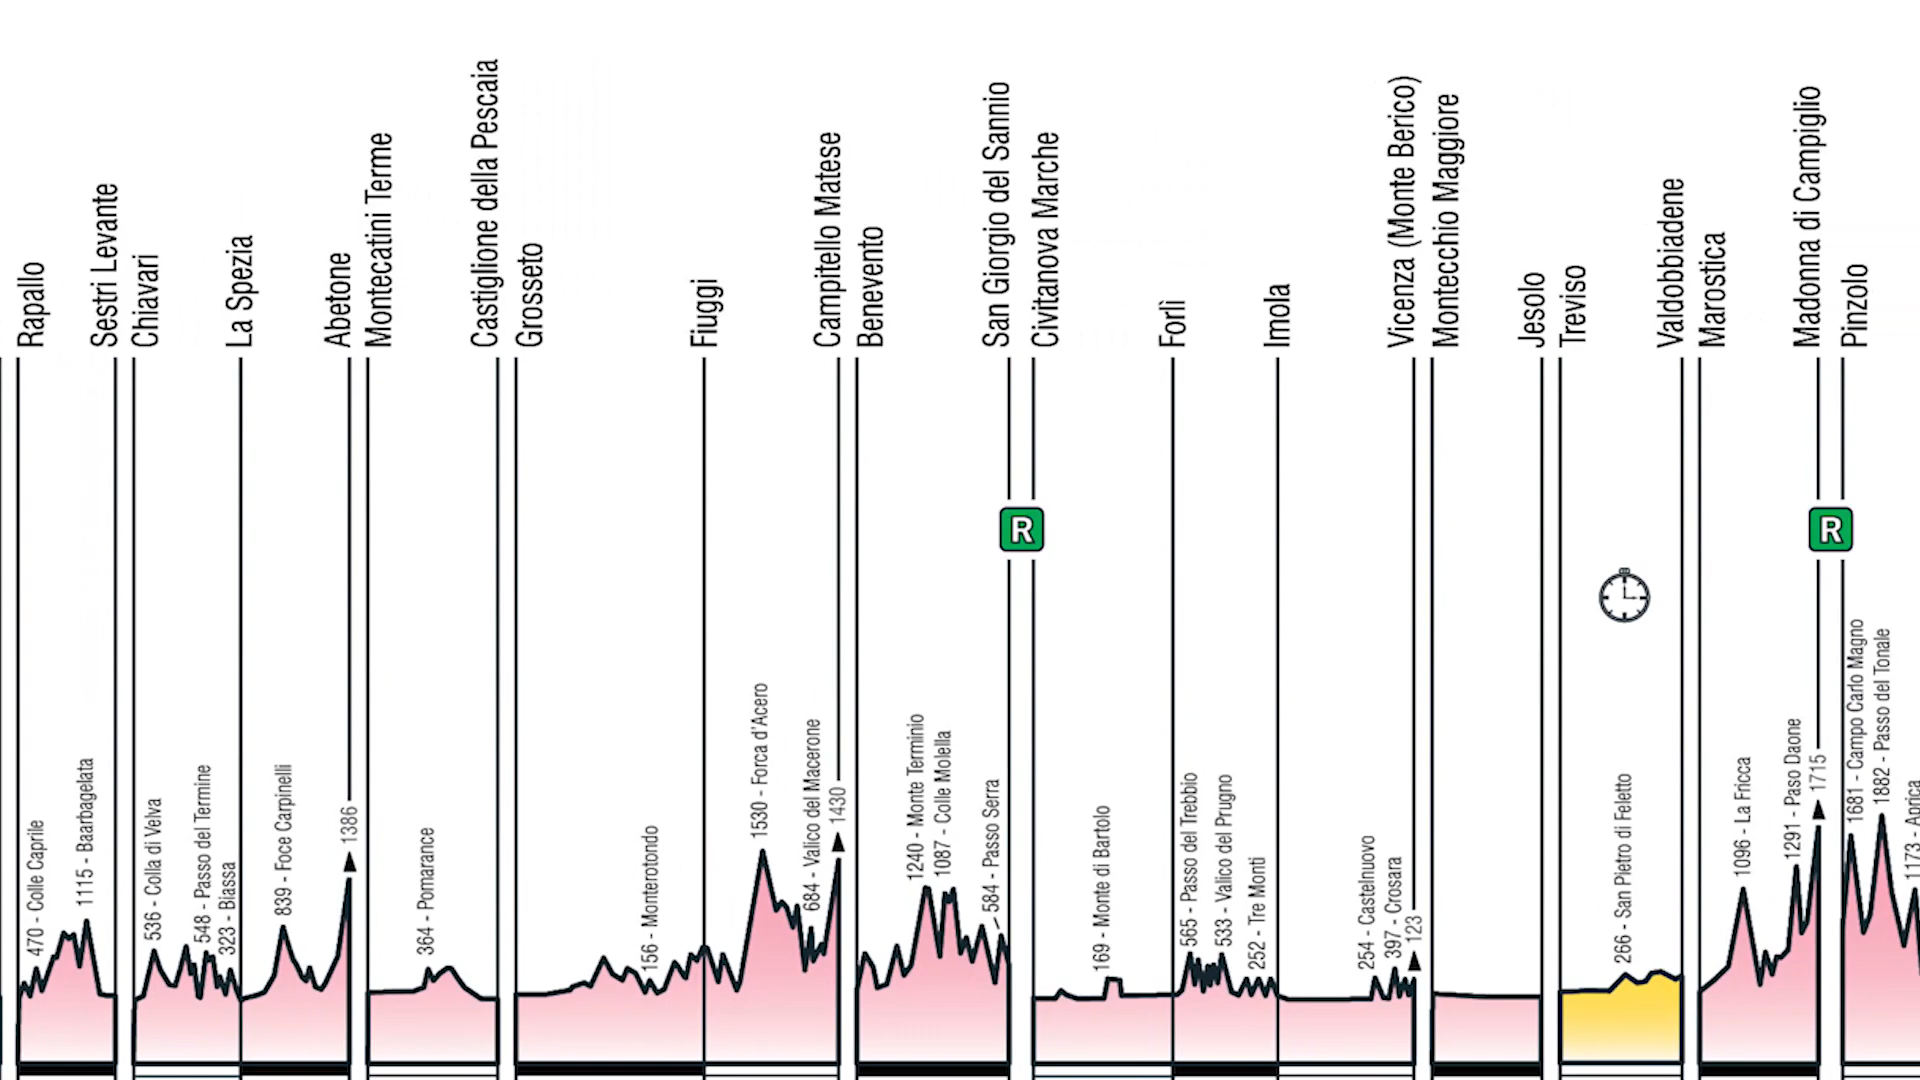 Rapallo
Sestri Levante
Chiavari
La Spezia
Abetone
Montecatini Terme
Castiglione della Pescaia
Grosseto
Fiuggi
Campitello Matese
Benevento
San Giorgio del Sannio
Civitanova Marche
Forlì
Imola
Vicenza (Monte Berico)
Montecchio Maggiore
Jesolo
Treviso
Valdobbiadene
Marostica
Madonna di Campiglio
Pinzolo
R
R
470 - Colle Caprile
1115 - Baarbagelata
536 - Colla di Velva
548 - Passo del Termine
323 - Biassa
839 - Foce Carpinelli
1386
364 - Pomarance
156 - Monterotondo
1530 - Forca d'Acero
684 - Valico del Macerone
1430
1240 - Monte Terminio
1087 - Colle Molella
584 - Passo Serra
169 - Monte di Bartolo
565 - Passo del Trebbio
533 - Valico del Prugno
252 - Tre Monti
254 - Castelnuovo
397 - Crosara
123
266 - San Pietro di Feletto
1096 - La Fricca
1291 - Paso Daone
1715
1681 - Campo Carlo Magno
1882 - Passo del Tonale
1173 - Aprica